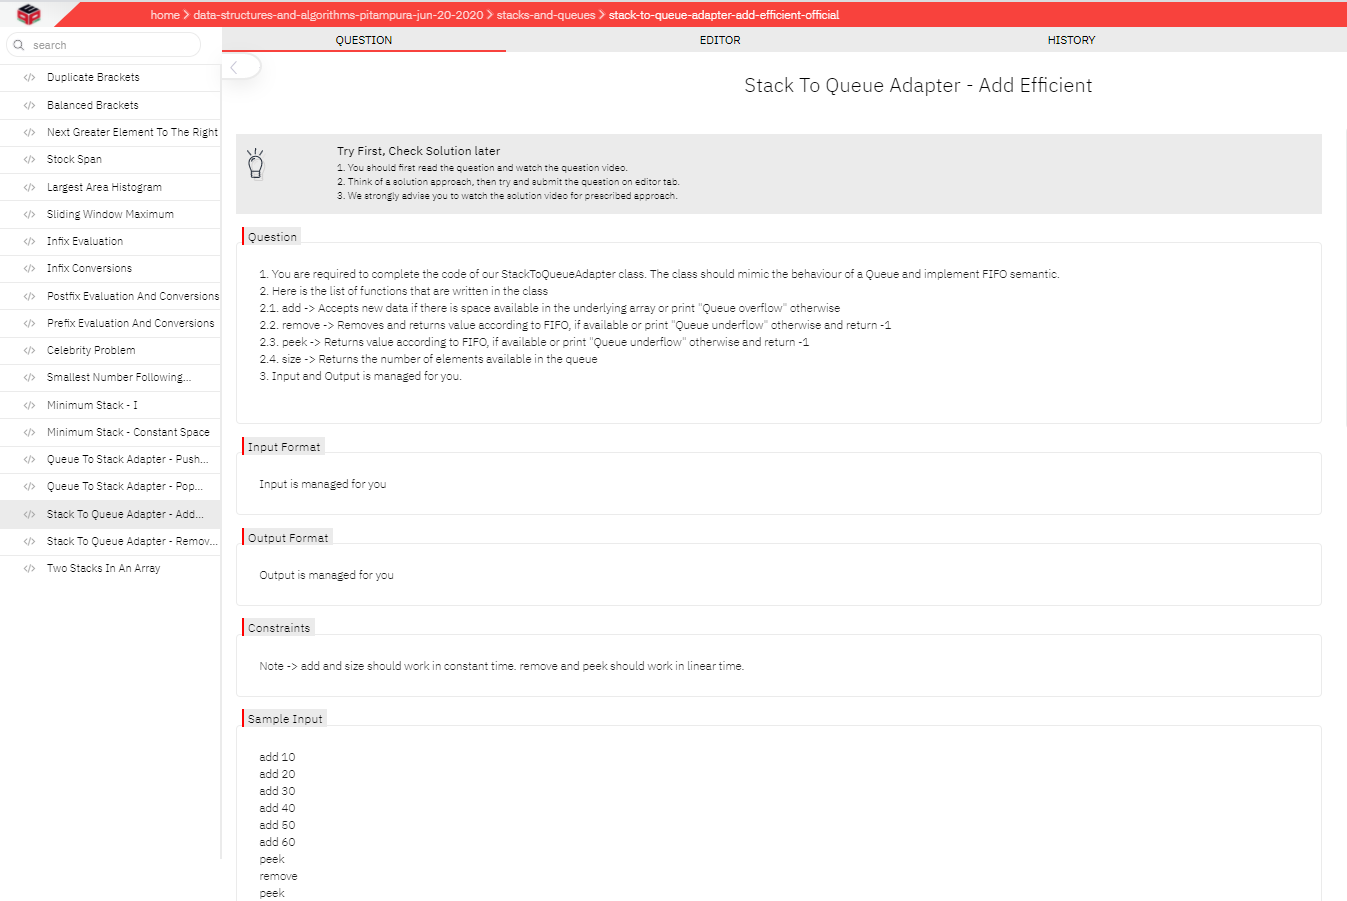 home > data-structures-and-algorithms-pitampura-jun-20-2020 > stacks-and-queues > stack-to-queue-adapter-add-efficient-official
search
QUESTION
EDITOR
HISTORY
Duplicate Brackets
Balanced Brackets
Next Greater Element To The Right
Stock Span
Largest Area Histogram
Sliding Window Maximum
Infix Evaluation
Infix Conversions
Postfix Evaluation And Conversions
Prefix Evaluation And Conversions
Celebrity Problem
Smallest Number Following...
Minimum Stack - I
Minimum Stack - Constant Space
Queue To Stack Adapter - Push...
Queue To Stack Adapter - Pop...
Stack To Queue Adapter - Add...
Stack To Queue Adapter - Remov...
Two Stacks In An Array
Stack To Queue Adapter - Add Efficient
Try First, Check Solution later
1. You should first read the question and watch the question video.
2. Think of a solution approach, then try and submit the question on editor tab.
3. We strongly advise you to watch the solution video for prescribed approach.
Question
1. You are required to complete the code of our StackToQueueAdapter class. The class should mimic the behaviour of a Queue and implement FIFO semantic.
2. Here is the list of functions that are written in the class
2.1. add -> Accepts new data if there is space available in the underlying array or print "Queue overflow" otherwise
2.2. remove -> Removes and returns value according to FIFO, if available or print "Queue underflow" otherwise and return -1
2.3. peek -> Returns value according to FIFO, if available or print "Queue underflow" otherwise and return -1
2.4. size -> Returns the number of elements available in the queue
3. Input and Output is managed for you.
Input Format
Input is managed for you
Output Format
Output is managed for you
Constraints
Note -> add and size should work in constant time. remove and peek should work in linear time.
Sample Input
add 10
add 20
add 30
add 40
add 50
add 60
peek
remove
peek